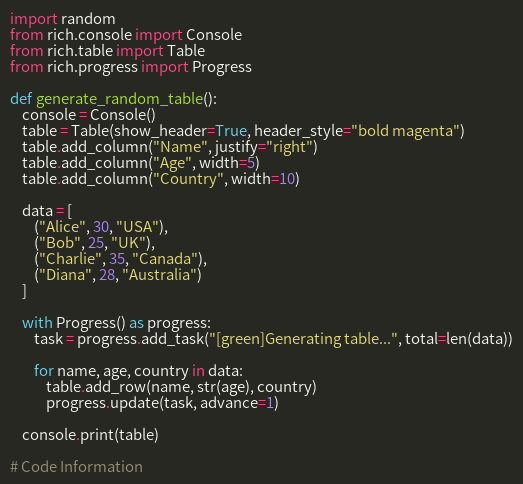 import random
from rich.console import Console
from rich.table import Table
from rich.progress import Progress

def generate_random_table():
    console = Console()
    table = Table(show_header=True, header_style="bold magenta")
    table.add_column("Name", justify="right")
    table.add_column("Age", width=5)
    table.add_column("Country", width=10)

    data = [
        ("Alice", 30, "USA"),
        ("Bob", 25, "UK"),
        ("Charlie", 35, "Canada"),
        ("Diana", 28, "Australia")
    ]

    with Progress() as progress:
        task = progress.add_task("[green]Generating table...", total=len(data))

        for name, age, country in data:
            table.add_row(name, str(age), country)
            progress.update(task, advance=1)

    console.print(table)

# Code Information